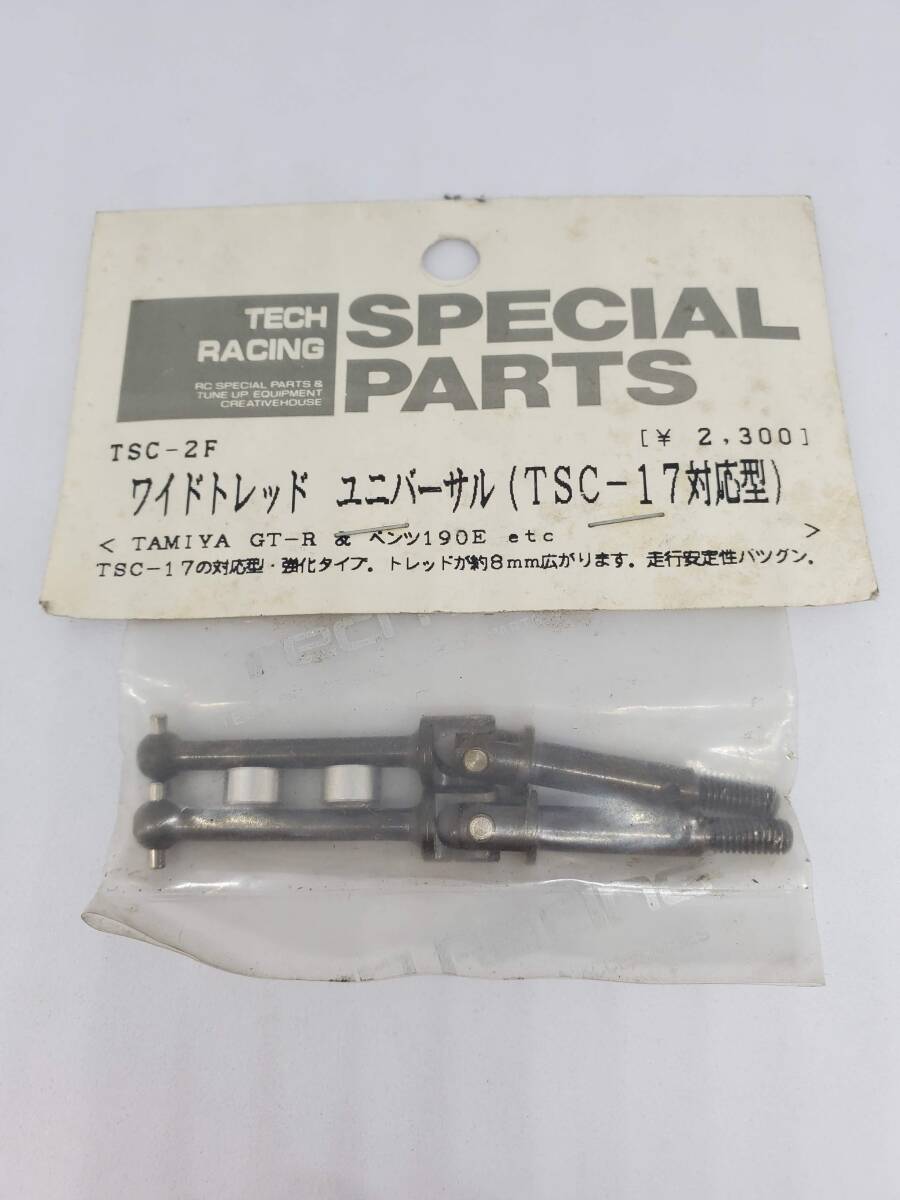 TECH
RACING
RC SPECIAL PARTS &
TUNE UP EQUIPMENT
CREATIVEHOUSE
SPECIAL
PARTS
TSC-2F
[¥ 2,300]
ワイドトレッド ユニバーサル(TSC-17対応型)
< TAMIYA GT-R & ベンツ190E etc >
TSC-17の対応型・強化タイプ。トレッドが約8mm広がります。走行安定性バツグン。